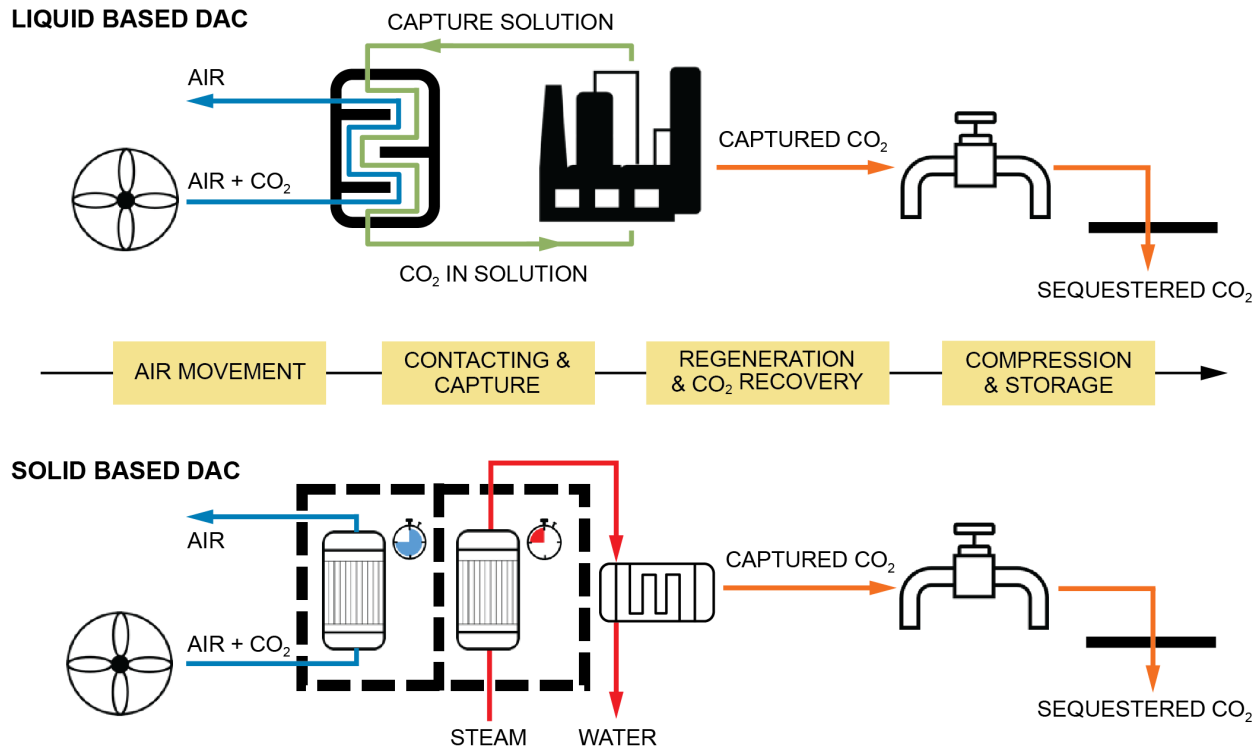 LIQUID BASED DAC
CAPTURE SOLUTION
AIR
AIR + CO₂
CAPTURED CO₂
CO₂ IN SOLUTION
SEQUESTERED CO₂
AIR MOVEMENT
CONTACTING &
CAPTURE
REGENERATION
& CO₂ RECOVERY
COMPRESSION
& STORAGE
SOLID BASED DAC
AIR
CAPTURED CO₂
AIR + CO₂
SEQUESTERED CO₂
STEAM
WATER